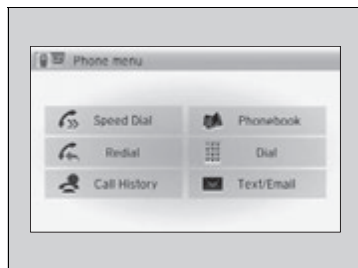 Phone menu
Speed Dial
Phonebook
Redial
Dial
Call History
Text/Email